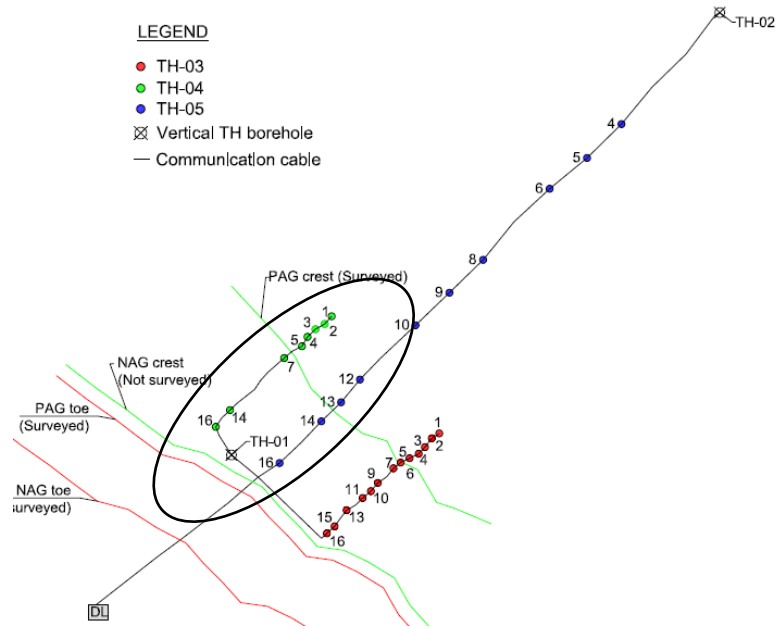 LEGEND
TH-03
TH-04
TH-05
Vertical TH borehole
Communication cable
TH-02
4
5
6
8
9
10
PAG crest (Surveyed)
1
3
2
5
4
7
12
13
14
16
NAG crest
(Not surveyed)
PAG toe
(Surveyed)
14
16
TH-01
NAG toe
surveyed)
1
2
3
4
5
6
7
9
10
11
13
15
16
DL